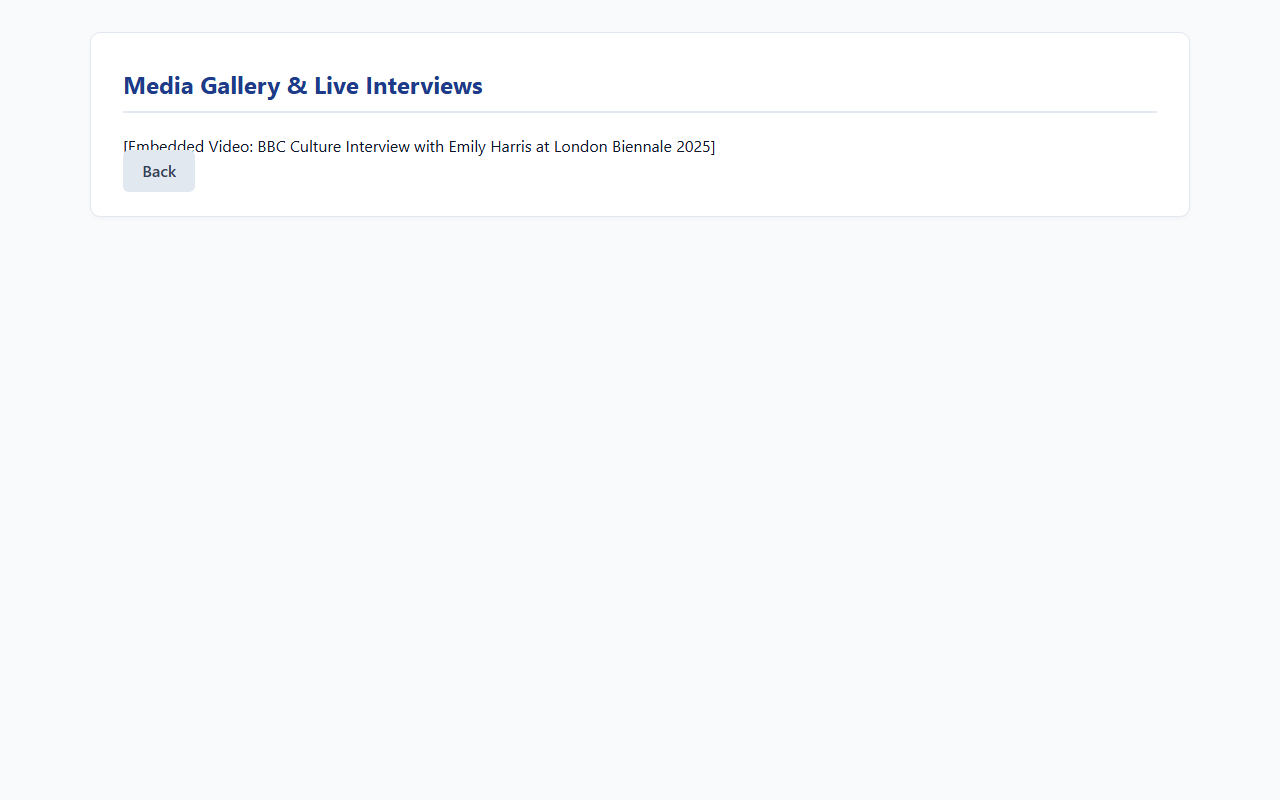 Media Gallery & Live Interviews
[Embedded Video: BBC Culture Interview with Emily Harris at London Biennale 2025]
Back